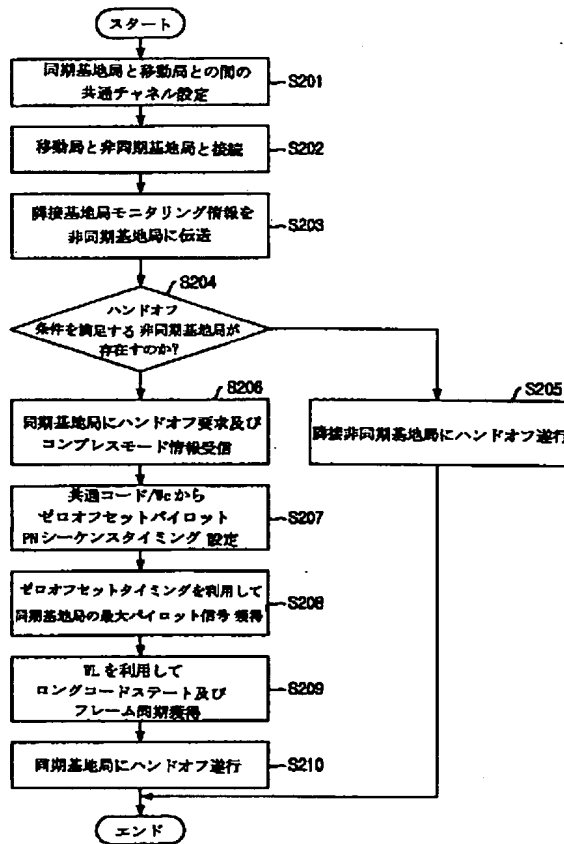 スタート
同期基地局と移動局との間の
共通チャネル設定
S201
移動局と非同期基地局と接続
S202
隣接基地局モニタリング情報を
非同期基地局に伝送
S203
S204
ハンドオフ
条件を満足する非同期基地局が
存在すのか?
S206
同期基地局にハンドオフ要求及び
コンプレスモード情報受信
S205
隣接非同期基地局にハンドオフ遂行
共通コード/Wcから
ゼロオフセットパイロット
PNシーケンスタイミング 設定
S207
ゼロオフセットタイミングを利用して
同期基地局の最大パイロット信号 獲得
S208
WLを利用して
ロングコードステート及び
フレーム同期獲得
S209
同期基地局にハンドオフ遂行
S210
エンド